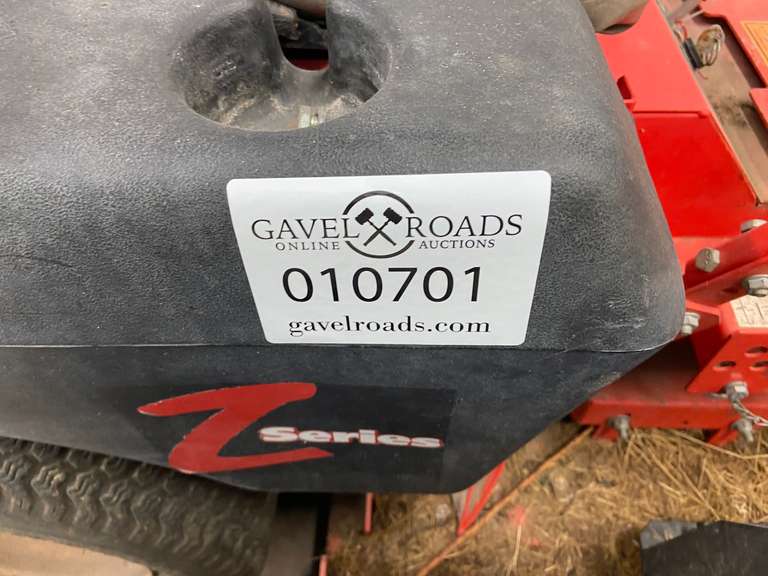 GAVEL ROADS
ONLINE AUCTIONS
010701
gavelroads.com
Z Series